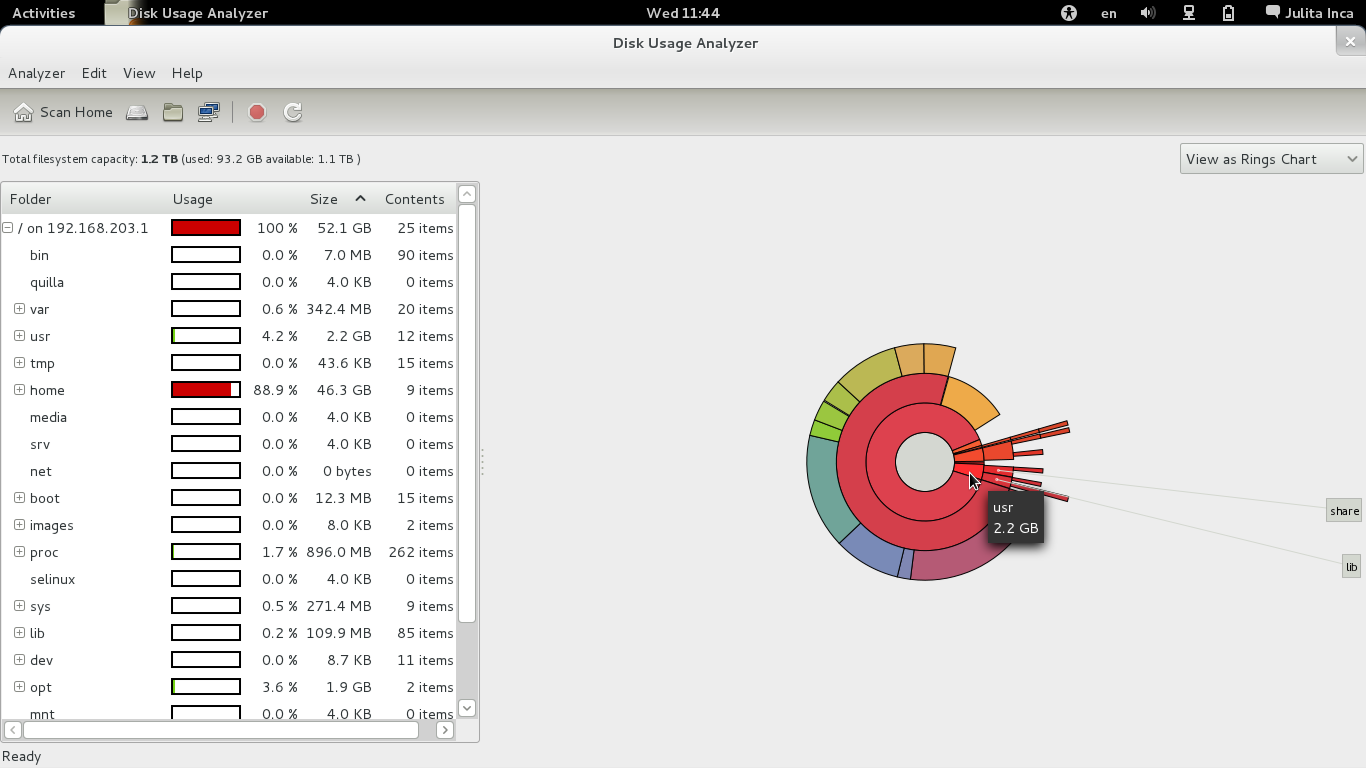 Activities Disk Usage Analyzer Wed 11:44 en Julita Inca
Disk Usage Analyzer
Analyzer Edit View Help
Scan Home
Total filesystem capacity: 1.2 TB (used: 93.2 GB available: 1.1 TB )
View as Rings Chart
Folder Usage Size Contents
/ on 192.168.203.1 100 % 52.1 GB 25 items
bin 0.0 % 7.0 MB 90 items
quilla 0.0 % 4.0 KB 0 items
var 0.6 % 342.4 MB 20 items
usr 4.2 % 2.2 GB 12 items
tmp 0.0 % 43.6 KB 15 items
home 88.9 % 46.3 GB 9 items
media 0.0 % 4.0 KB 0 items
srv 0.0 % 4.0 KB 0 items
net 0.0 % 0 bytes 0 items
boot 0.0 % 12.3 MB 15 items
images 0.0 % 8.0 KB 2 items
proc 1.7 % 896.0 MB 262 items
selinux 0.0 % 4.0 KB 0 items
sys 0.5 % 271.4 MB 9 items
lib 0.2 % 109.9 MB 85 items
dev 0.0 % 8.7 KB 11 items
opt 3.6 % 1.9 GB 2 items
mnt 0.0 % 4.0 KB 0 items
usr
2.2 GB
share
lib
Ready